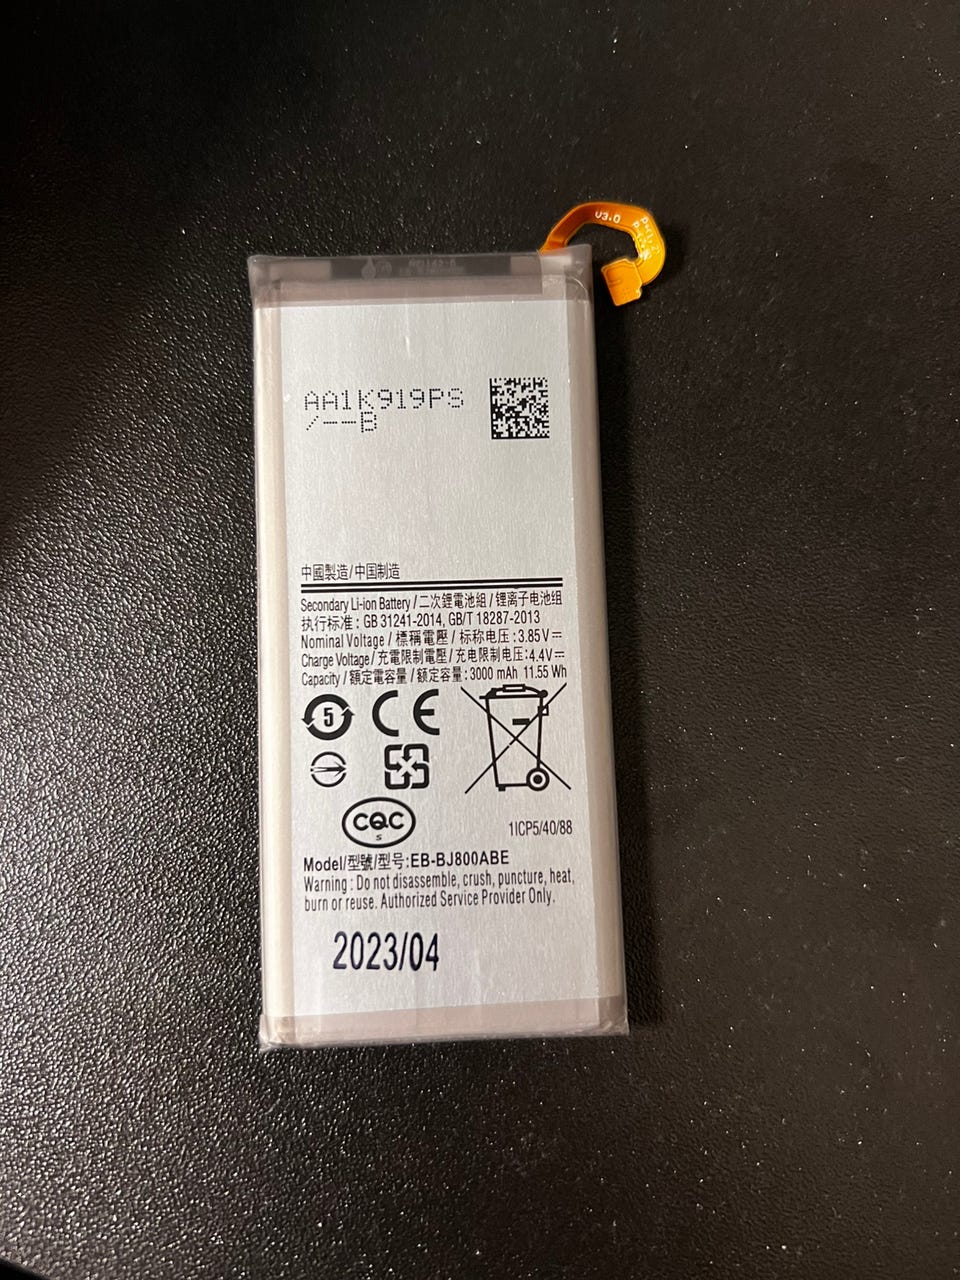 V3.0
AA1K919PS
/--B
中國製造/中国制造
Secondary Li-ion Battery / 二次鋰電池組 / 锂离子电池组
执行标准 : GB 31241-2014, GB/T 18287-2013
Nominal Voltage / 標稱電壓 / 标称电压 : 3.85V⎓
Charge Voltage / 充電限制電壓 / 充电限制电压 : 4.4V⎓
Capacity / 額定電容量 / 额定容量 : 3000 mAh 11.55 Wh
5
CE
CQC
S
1ICP5/40/88
Model/型號/型号:EB-BJ800ABE
Warning : Do not disassemble, crush, puncture, heat,
burn or reuse. Authorized Service Provider Only.
2023/04